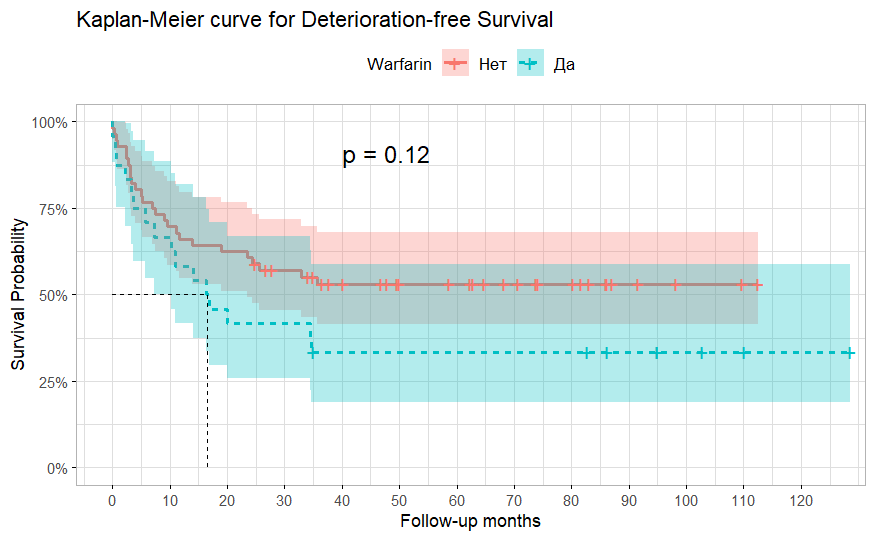 Kaplan-Meier curve for Deterioration-free Survival
Warfarin Нет Да
p = 0.12
100%
75%
50%
25%
0%
Survival Probability
0 10 20 30 40 50 60 70 80 90 100 110 120
Follow-up months